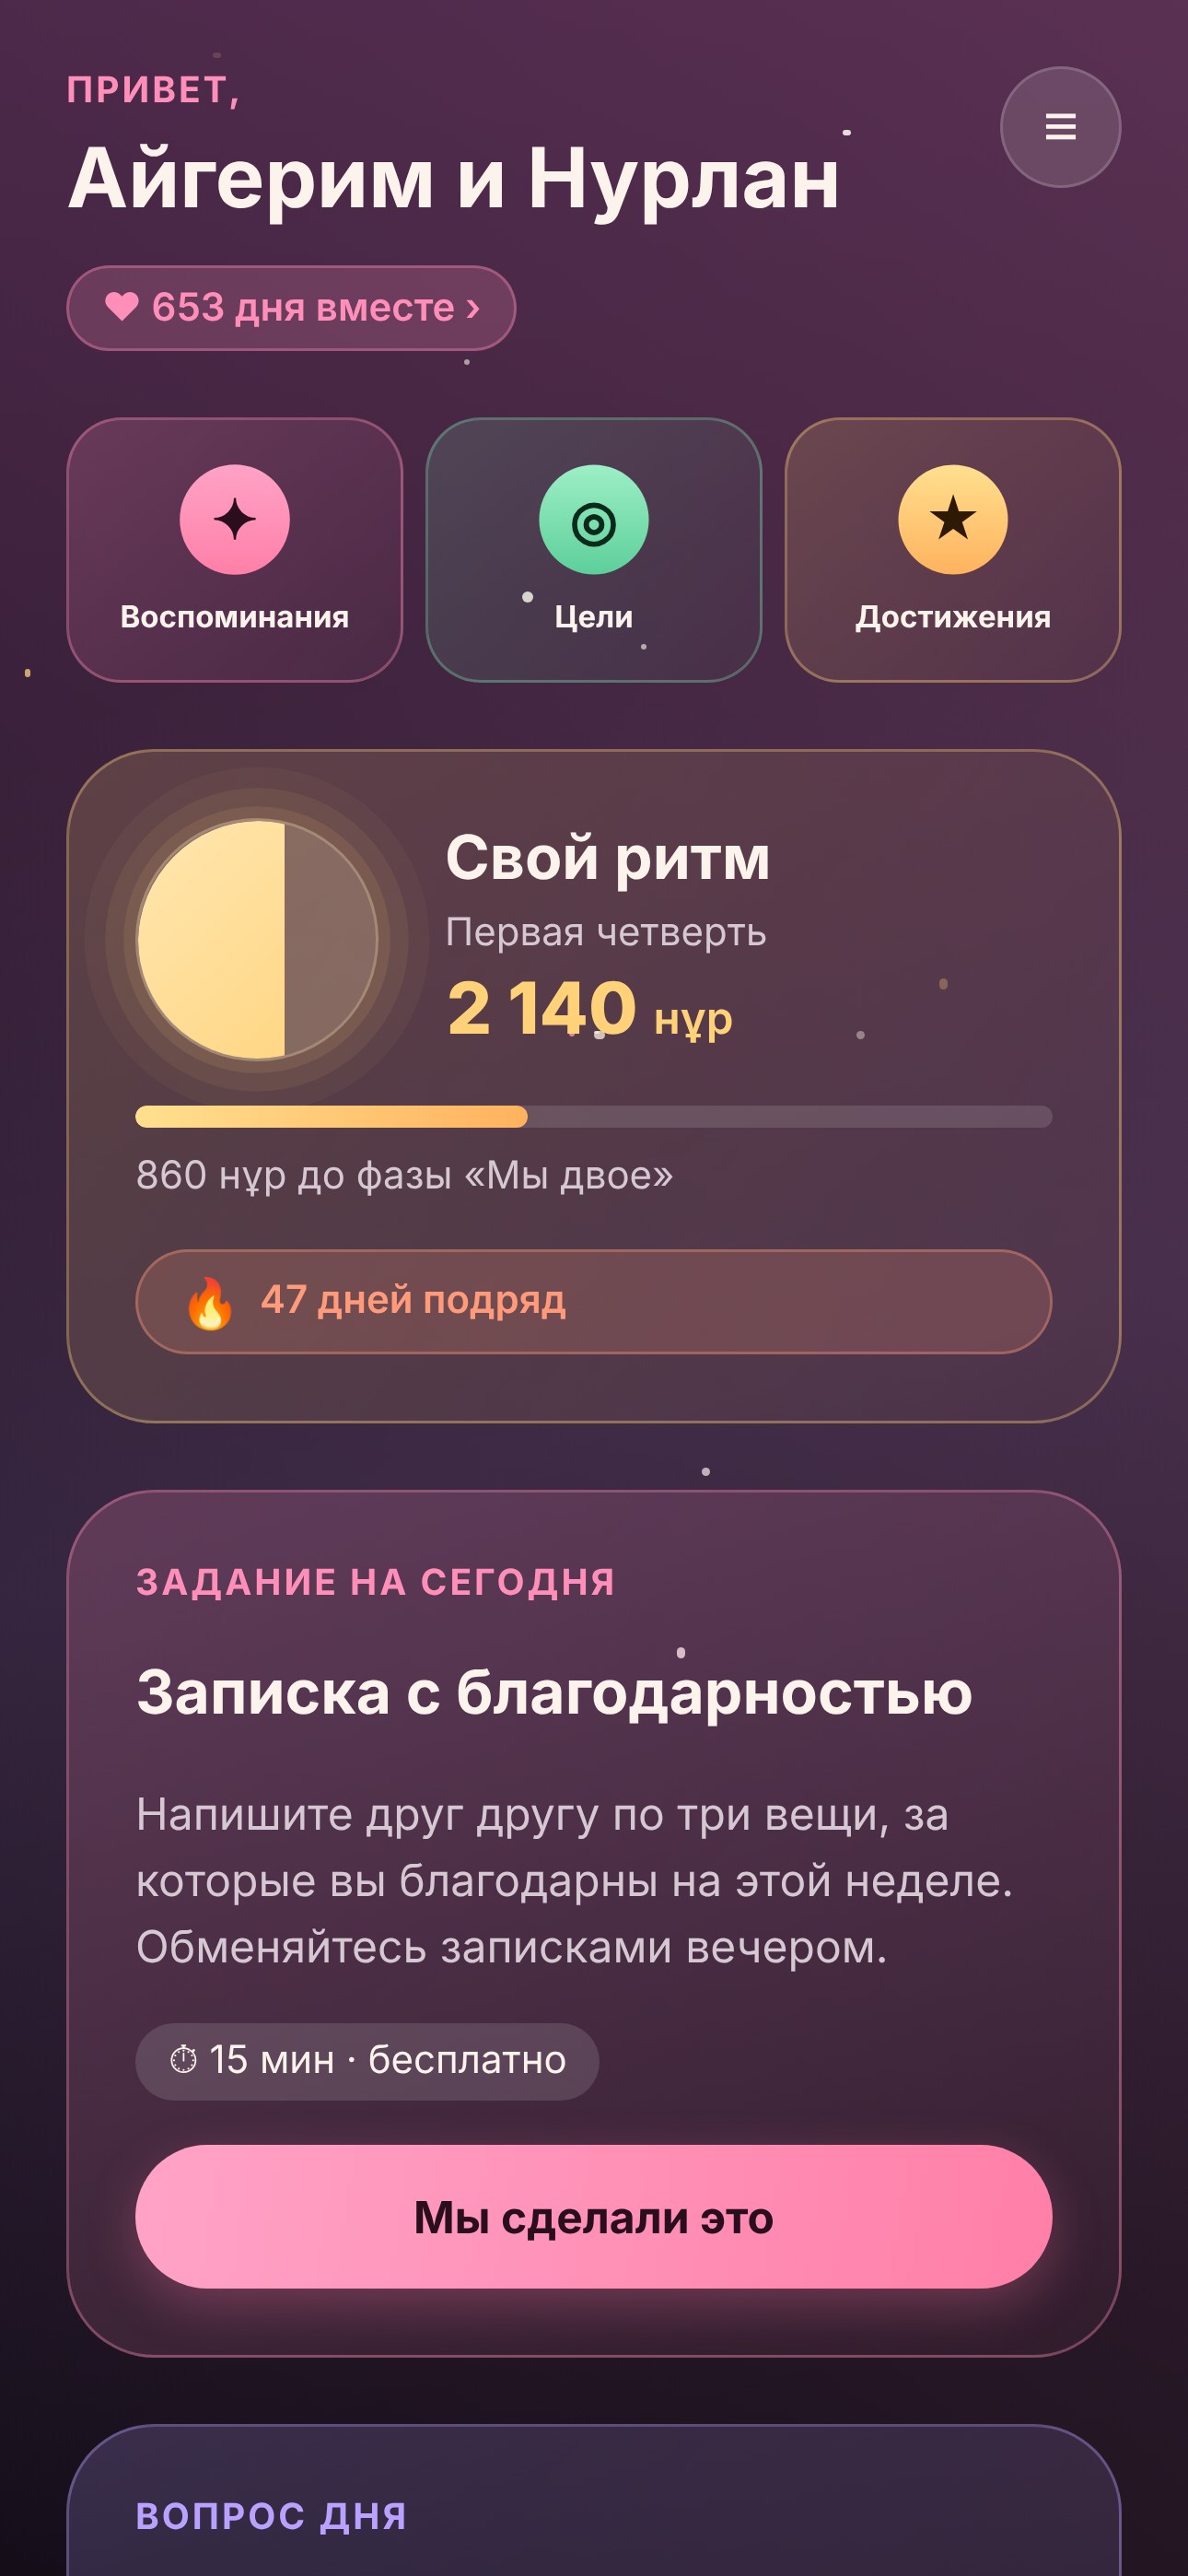 ПРИВЕТ,
Айгерим и Нурлан
653 дня вместе ›
Воспоминания
Цели
Достижения
Свой ритм
Первая четверть
2 140 нұр
860 нұр до фазы «Мы двое»
47 дней подряд
ЗАДАНИЕ НА СЕГОДНЯ
Записка с благодарностью
Напишите друг другу по три вещи, за
которые вы благодарны на этой неделе.
Обменяйтесь записками вечером.
15 мин · бесплатно
Мы сделали это
ВОПРОС ДНЯ